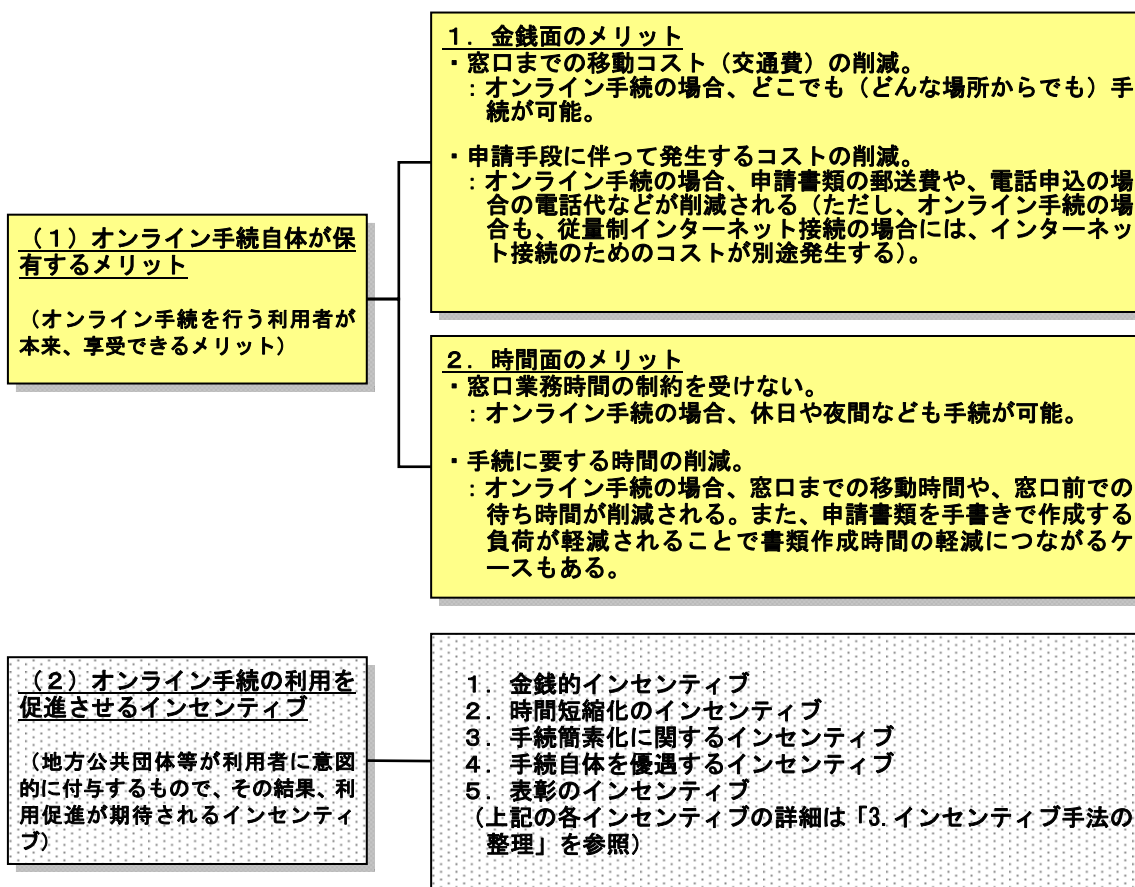 (1)オンライン手続自体が保
有するメリット
(オンライン手続を行う利用者が
本来、享受できるメリット)
1.金銭面のメリット
・窓口までの移動コスト(交通費)の削減。
:オンライン手続の場合、どこでも(どんな場所からでも)手
続が可能。
・申請手段に伴って発生するコストの削減。
:オンライン手続の場合、申請書類の郵送費や、電話申込の場
合の電話代などが削減される(ただし、オンライン手続の場
合も、従量制インターネット接続の場合には、インターネッ
ト接続のためのコストが別途発生する)。
2.時間面のメリット
・窓口業務時間の制約を受けない。
:オンライン手続の場合、休日や夜間なども手続が可能。
・手続に要する時間の削減。
:オンライン手続の場合、窓口までの移動時間や、窓口前での
待ち時間が削減される。また、申請書類を手書きで作成する
負荷が軽減されることで書類作成時間の軽減につながるケ
ースもある。
(2)オンライン手続の利用を
促進させるインセンティブ
(地方公共団体等が利用者に意図
的に付与するもので、その結果、利
用促進が期待されるインセンティ
ブ)
1.金銭的インセンティブ
2.時間短縮化のインセンティブ
3.手続簡素化に関するインセンティブ
4.手続自体を優遇するインセンティブ
5.表彰のインセンティブ
(上記の各インセンティブの詳細は「3.インセンティブ手法の
整理」を参照)